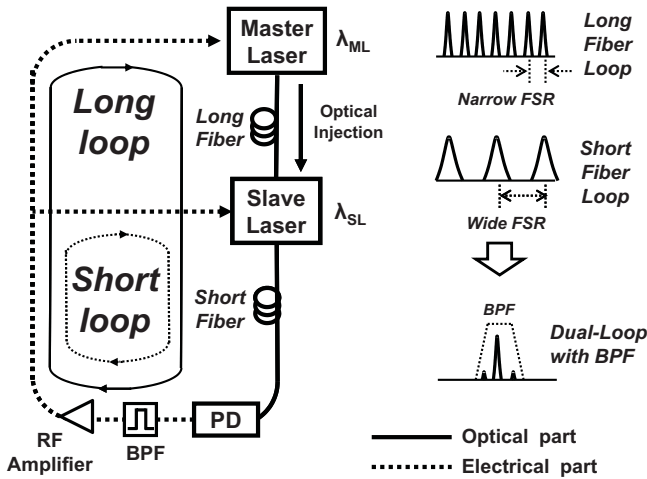 Master
Laser
λML
Long
Fiber
Optical
Injection
Long
loop
Slave
Laser
λSL
Short
loop
Short
Fiber
PD
BPF
RF
Amplifier
Long
Fiber
Loop
Narrow FSR
Short
Fiber
Loop
Wide FSR
BPF
Dual-Loop
with BPF
Optical part
Electrical part